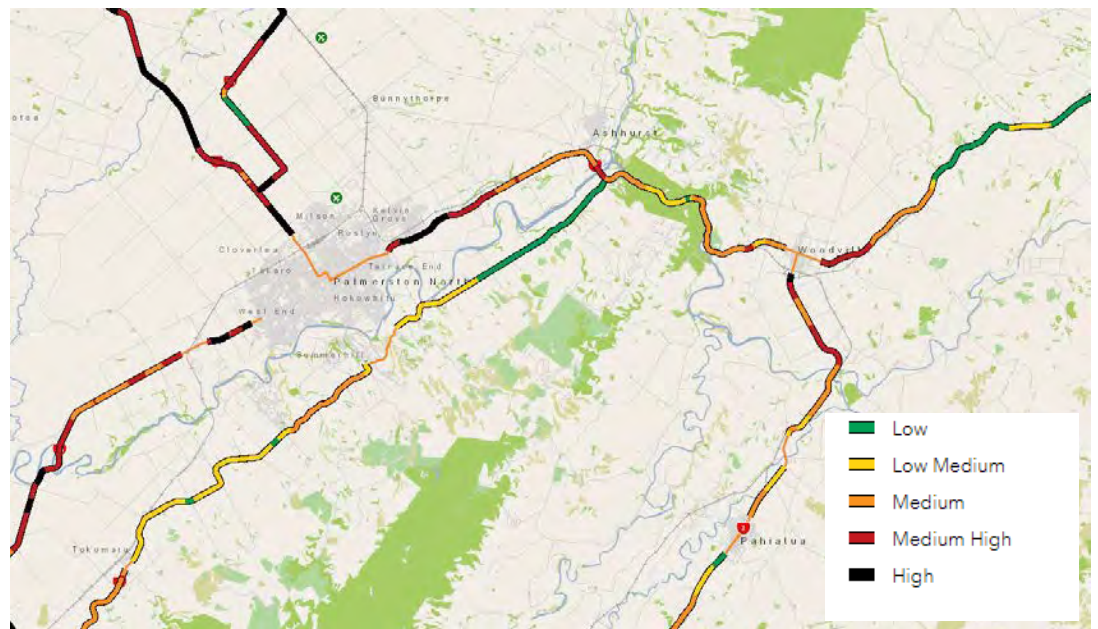 Bunnythorpe
Ashhurst
Milson
Kelvin
Grove
Roslyn
Cloverlea
Takaro
Terrace End
Palmerston North
Hokowhitu
West End
Summerhill
Woodville
Tokomaru
Pahiatua
Low
Low Medium
Medium
Medium High
High